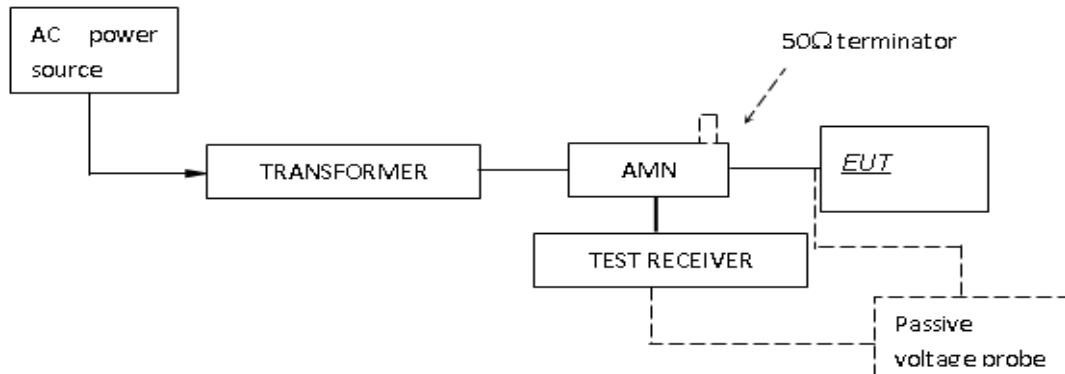 AC power
source
50Ω terminator
TRANSFORMER
AMN
EUT
TEST RECEIVER
Passive
voltage probe